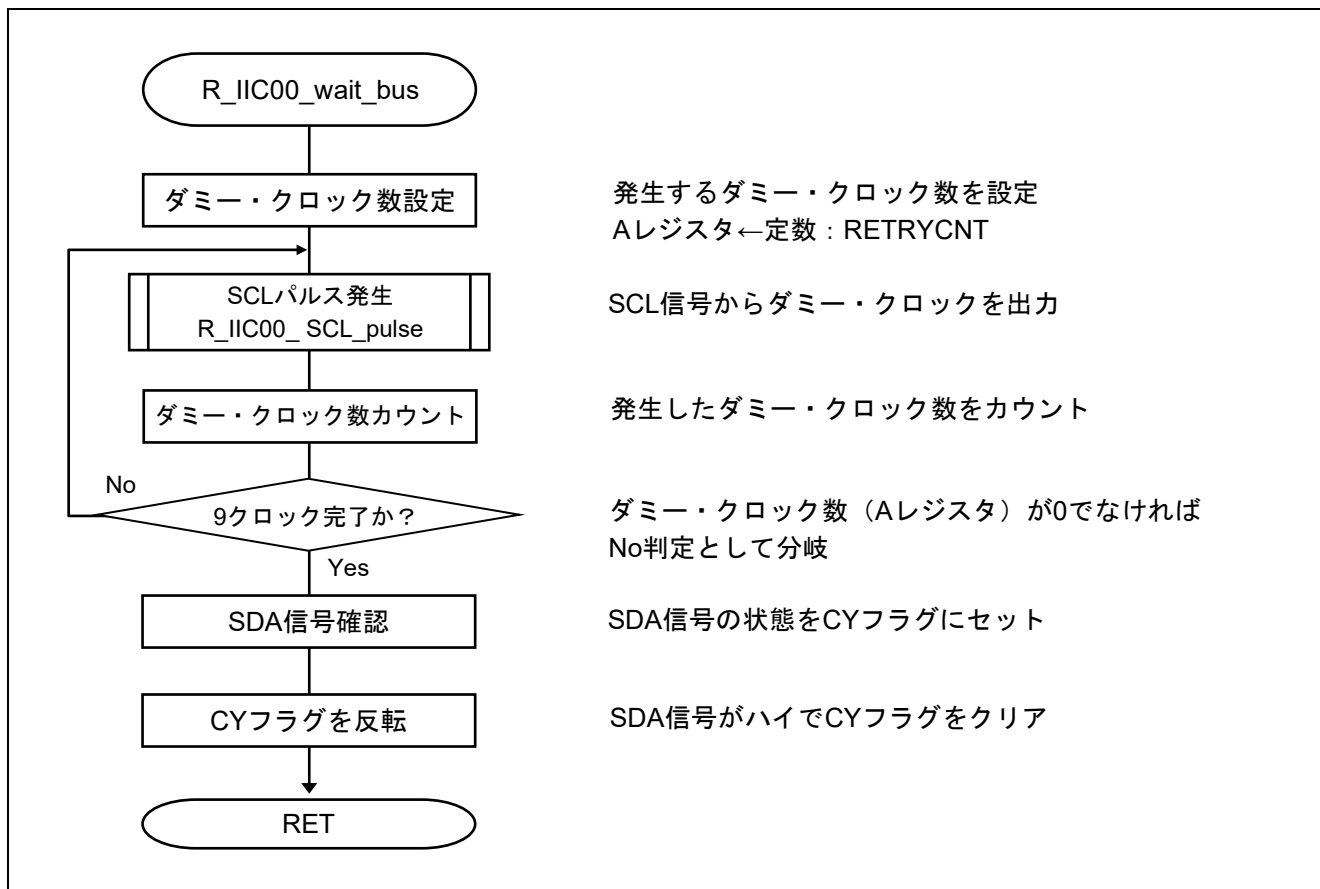 R_IIC00_wait_bus
ダミー・クロック数設定
発生するダミー・クロック数を設定
Aレジスタ←定数：RETRYCNT
SCLパルス発生
R_IIC00_ SCL_pulse
SCL信号からダミー・クロックを出力
ダミー・クロック数カウント
発生したダミー・クロック数をカウント
No
9クロック完了か？
ダミー・クロック数（Aレジスタ）が0でなければ
No判定として分岐
Yes
SDA信号確認
SDA信号の状態をCYフラグにセット
CYフラグを反転
SDA信号がハイでCYフラグをクリア
RET